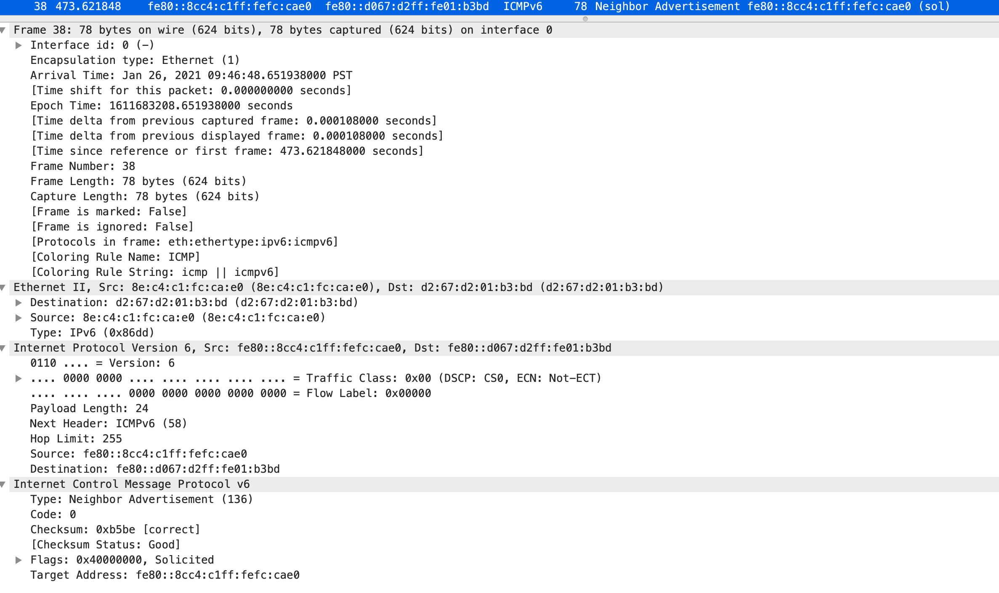 38 473.621848 fe80::8cc4:c1ff:fefc:cae0 fe80::d067:d2ff:fe01:b3bd ICMPv6 78 Neighbor Advertisement fe80::8cc4:c1ff:fefc:cae0 (sol)
Frame 38: 78 bytes on wire (624 bits), 78 bytes captured (624 bits) on interface 0
Interface id: 0 (-)
Encapsulation type: Ethernet (1)
Arrival Time: Jan 26, 2021 09:46:48.651938000 PST
[Time shift for this packet: 0.000000000 seconds]
Epoch Time: 1611683208.651938000 seconds
[Time delta from previous captured frame: 0.000108000 seconds]
[Time delta from previous displayed frame: 0.000108000 seconds]
[Time since reference or first frame: 473.621848000 seconds]
Frame Number: 38
Frame Length: 78 bytes (624 bits)
Capture Length: 78 bytes (624 bits)
[Frame is marked: False]
[Frame is ignored: False]
[Protocols in frame: eth:ethertype:ipv6:icmpv6]
[Coloring Rule Name: ICMP]
[Coloring Rule String: icmp || icmpv6]
Ethernet II, Src: 8e:c4:c1:fc:ca:e0 (8e:c4:c1:fc:ca:e0), Dst: d2:67:d2:01:b3:bd (d2:67:d2:01:b3:bd)
Destination: d2:67:d2:01:b3:bd (d2:67:d2:01:b3:bd)
Source: 8e:c4:c1:fc:ca:e0 (8e:c4:c1:fc:ca:e0)
Type: IPv6 (0x86dd)
Internet Protocol Version 6, Src: fe80::8cc4:c1ff:fefc:cae0, Dst: fe80::d067:d2ff:fe01:b3bd
0110 .... = Version: 6
.... 0000 0000 .... .... .... .... .... = Traffic Class: 0x00 (DSCP: CS0, ECN: Not-ECT)
.... .... .... 0000 0000 0000 0000 0000 = Flow Label: 0x00000
Payload Length: 24
Next Header: ICMPv6 (58)
Hop Limit: 255
Source: fe80::8cc4:c1ff:fefc:cae0
Destination: fe80::d067:d2ff:fe01:b3bd
Internet Control Message Protocol v6
Type: Neighbor Advertisement (136)
Code: 0
Checksum: 0xb5be [correct]
[Checksum Status: Good]
Flags: 0x40000000, Solicited
Target Address: fe80::8cc4:c1ff:fefc:cae0